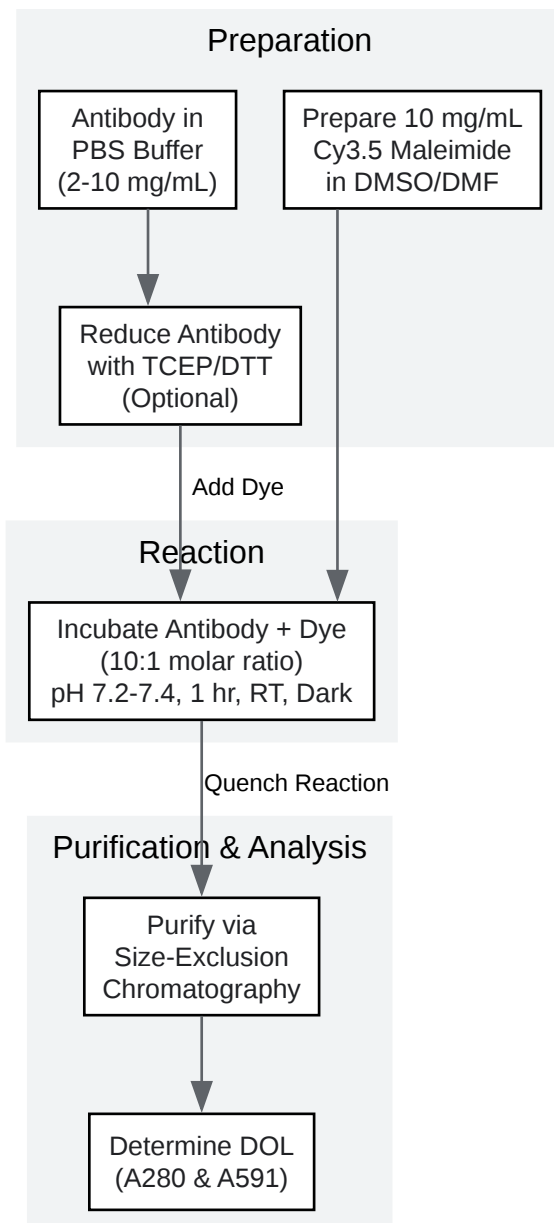 Preparation
Antibody in
PBS Buffer
(2-10 mg/mL)
Prepare 10 mg/mL
Cy3.5 Maleimide
in DMSO/DMF
Reduce Antibody
with TCEP/DTT
(Optional)
Add Dye
Reaction
Incubate Antibody + Dye
(10:1 molar ratio)
pH 7.2-7.4, 1 hr, RT, Dark
Quench Reaction
Purification & Analysis
Purify via
Size-Exclusion
Chromatography
Determine DOL
(A280 & A591)